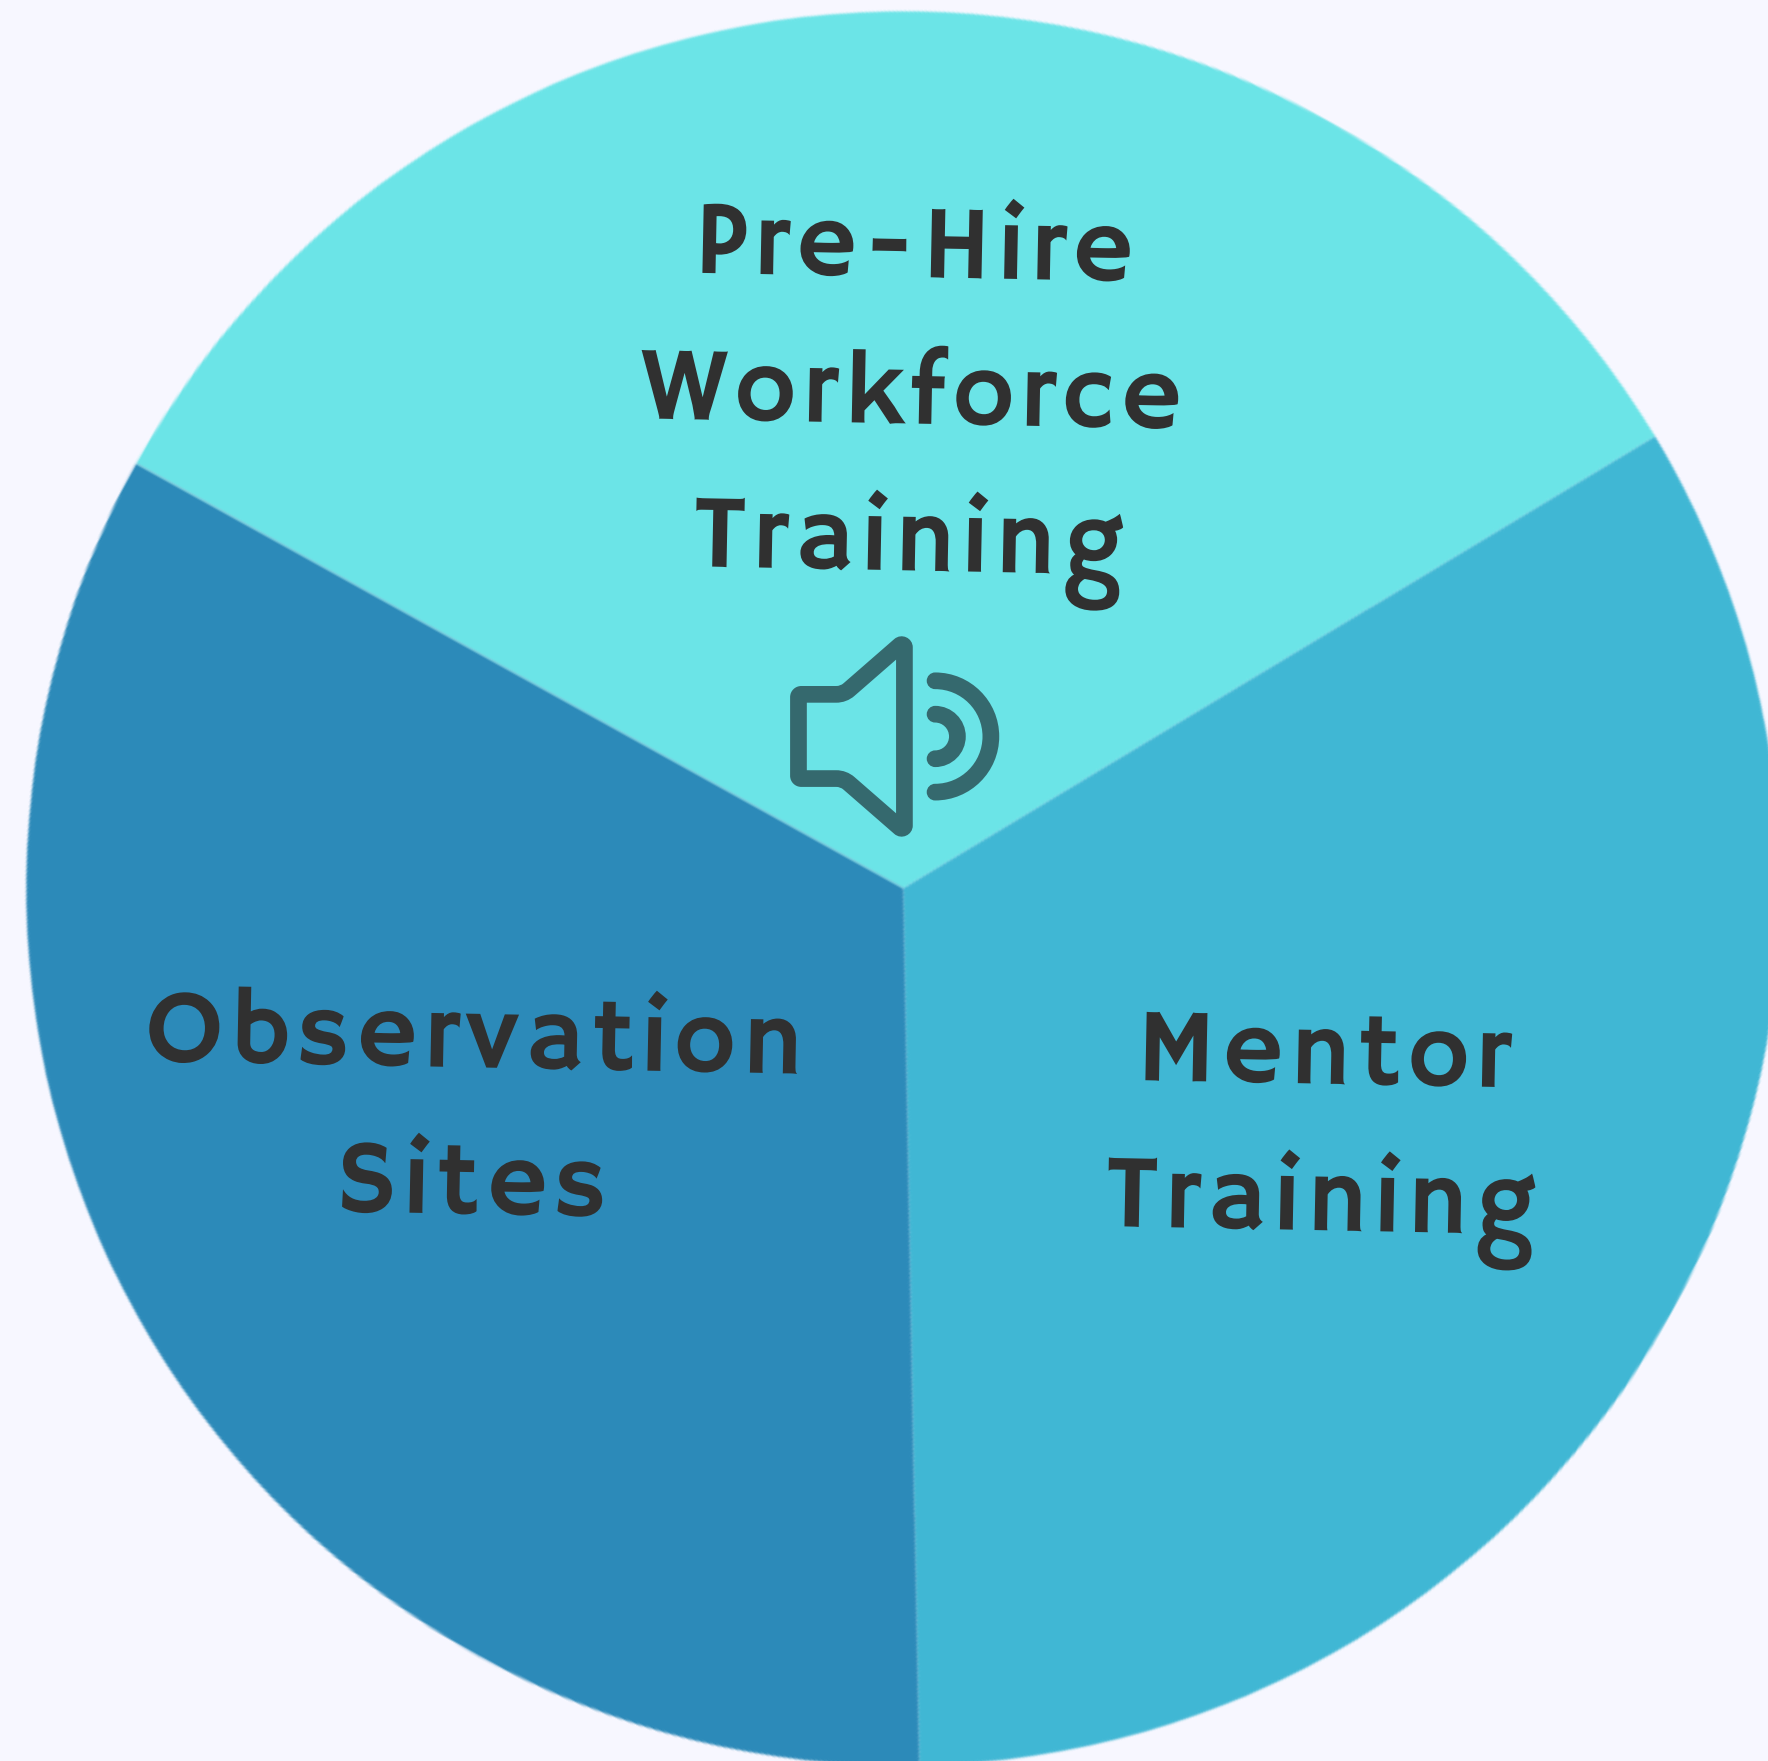 Pre-Hire
Workforce
Training
Observation
Sites
Mentor
Training